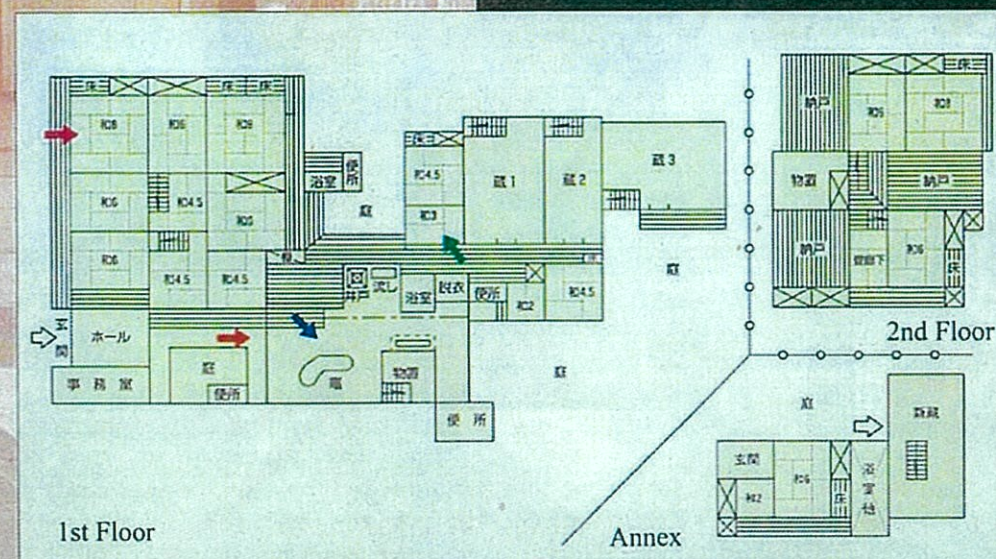 床 床 床
和8 和6 和8
和6 和4.5 和6
和6 和4.5 和4.5
浴室 便所
庭
床
和4.5
和3
蔵1 蔵2 蔵3
庭
井戸 流し
浴室 脱衣 便所 和2 和4.5
玄関 ホール
事務室
庭
便所
竈
物置
便所
庭
1st Floor
床
納戸 和6 和8
物置 納戸
納戸 和6 床
2nd Floor
庭
玄関 和6 床 浴室他
和2
新蔵
Annex